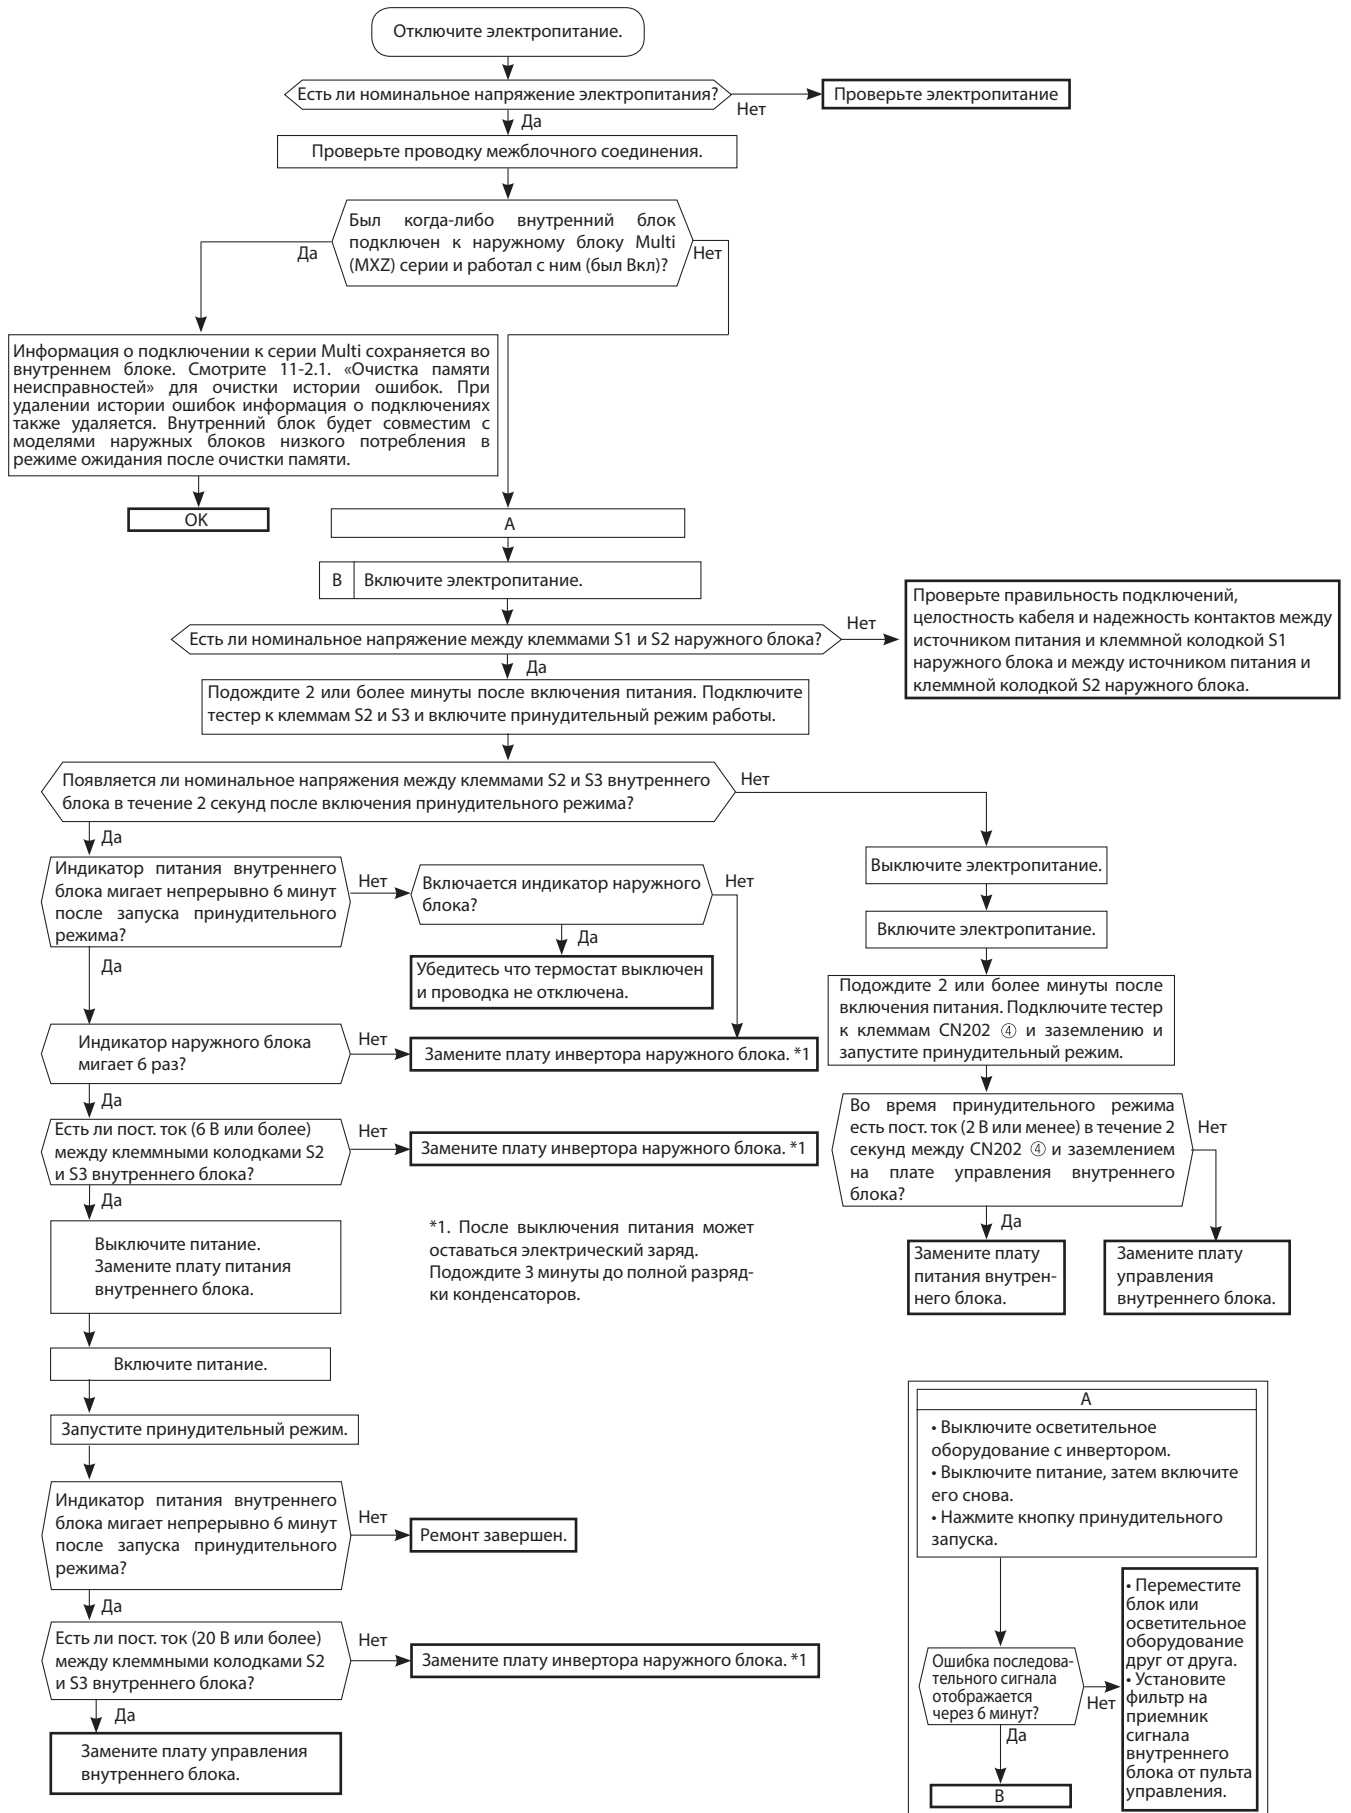 Отключите электропитание.
Есть ли номинальное напряжение электропитания?
Нет
Проверьте электропитание
Да
Проверьте проводку межблочного соединения.
Был когда-либо внутренний блок
подключен к наружному блоку Multi
(MXZ) серии и работал с ним (был Вкл)?
Да
Нет
Информация о подключении к серии Multi сохраняется во
внутреннем блоке. Смотрите 11-2.1. «Очистка памяти
неисправностей» для очистки истории ошибок. При
удалении истории ошибок информация о подключениях
также удаляется. Внутренний блок будет совместим с
моделями наружных блоков низкого потребления в
режиме ожидания после очистки памяти.
OK
A
B
Включите электропитание.
Есть ли номинальное напряжение между клеммами S1 и S2 наружного блока?
Нет
Проверьте правильность подключений,
целостность кабеля и надежность контактов между
источником питания и клеммной колодкой S1
наружного блока и между источником питания и
клеммной колодкой S2 наружного блока.
Да
Подождите 2 или более минуты после включения питания. Подключите
тестер к клеммам S2 и S3 и включите принудительный режим работы.
Появляется ли номинальное напряжения между клеммами S2 и S3 внутреннего
блока в течение 2 секунд после включения принудительного режима?
Нет
Да
Индикатор питания внутреннего
блока мигает непрерывно 6 минут
после запуска принудительного
режима?
Нет
Включается индикатор наружного
блока?
Нет
Да
Убедитесь что термостат выключен
и проводка не отключена.
Да
Индикатор наружного блока
мигает 6 раз?
Нет
Замените плату инвертора наружного блока. *1
Да
Есть ли пост. ток (6 В или более)
между клеммными колодками S2
и S3 внутреннего блока?
Нет
Замените плату инвертора наружного блока. *1
Да
Выключите питание.
Замените плату питания
внутреннего блока.
*1. После выключения питания может
оставаться электрический заряд.
Подождите 3 минуты до полной разряд-
ки конденсаторов.
Включите питание.
Запустите принудительный режим.
Индикатор питания внутреннего
блока мигает непрерывно 6 минут
после запуска принудительного
режима?
Нет
Ремонт завершен.
Да
Есть ли пост. ток (20 В или более)
между клеммными колодками S2
и S3 внутреннего блока?
Нет
Замените плату инвертора наружного блока. *1
Да
Замените плату управления
внутреннего блока.
Выключите электропитание.
Включите электропитание.
Подождите 2 или более минуты после
включения питания. Подключите тестер
к клеммам CN202 ④ и заземлению и
запустите принудительный режим.
Во время принудительного режима
есть пост. ток (2 В или менее) в течение 2
секунд между CN202 ④ и заземлением
на плате управления внутреннего
блока?
Нет
Да
Замените плату
питания внутрен-
него блока.
Замените плату
управления
внутреннего блока.
A
• Выключите осветительное
оборудование с инвертором.
• Выключите питание, затем включите
его снова.
• Нажмите кнопку принудительного
запуска.
Ошибка последова-
тельного сигнала
отображается
через 6 минут?
Нет
Да
B
• Переместите
блок или
осветительное
оборудование
друг от друга.
• Установите
фильтр на
приемник
сигнала
внутреннего
блока от пульта
управления.